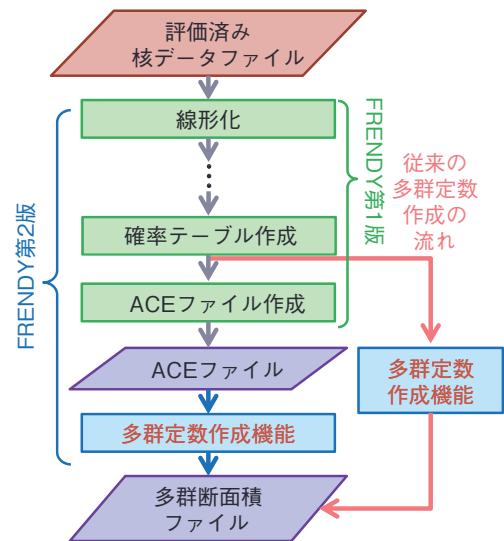 評価済み
核データファイル
線形化
確率テーブル作成
ACEファイル作成
ACEファイル
多群定数作成機能
多群断面積
ファイル
FRENDY第2版
FRENDY第1版
従来の
多群定数
作成の
流れ
多群定数
作成機能